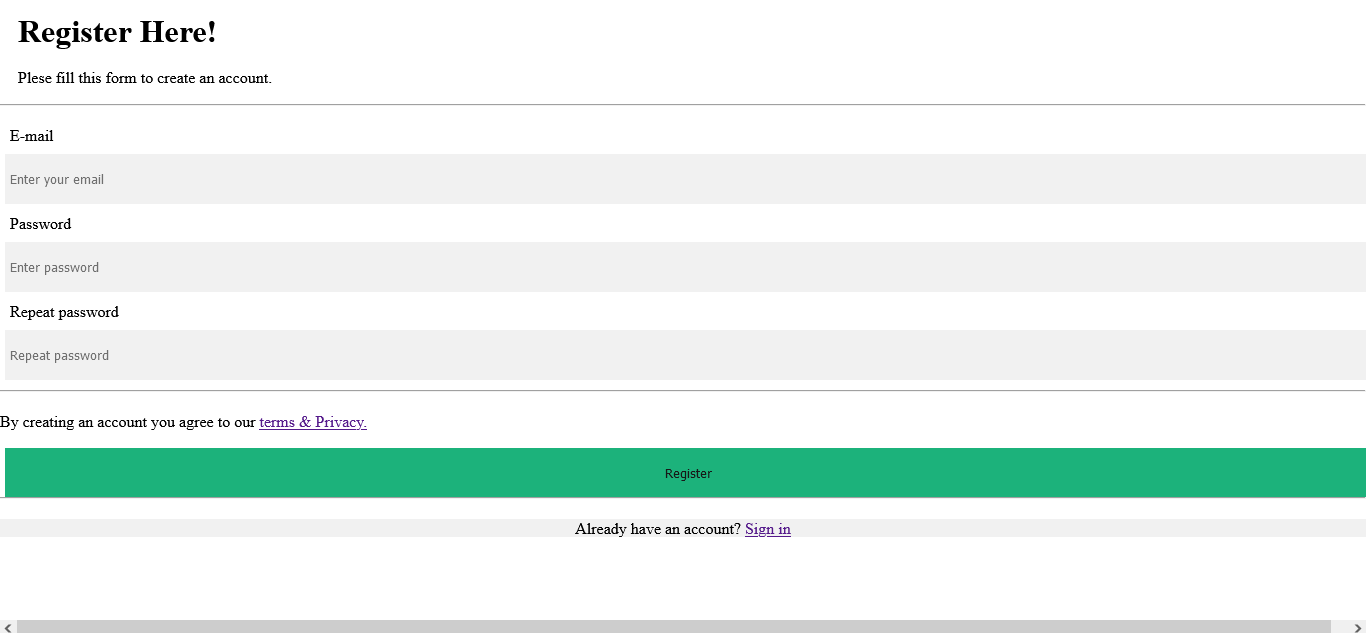 Register Here!
Plese fill this form to create an account.
E-mail
Enter your email
Password
Enter password
Repeat password
Repeat password
By creating an account you agree to our terms & Privacy.
Register
Already have an account? Sign in